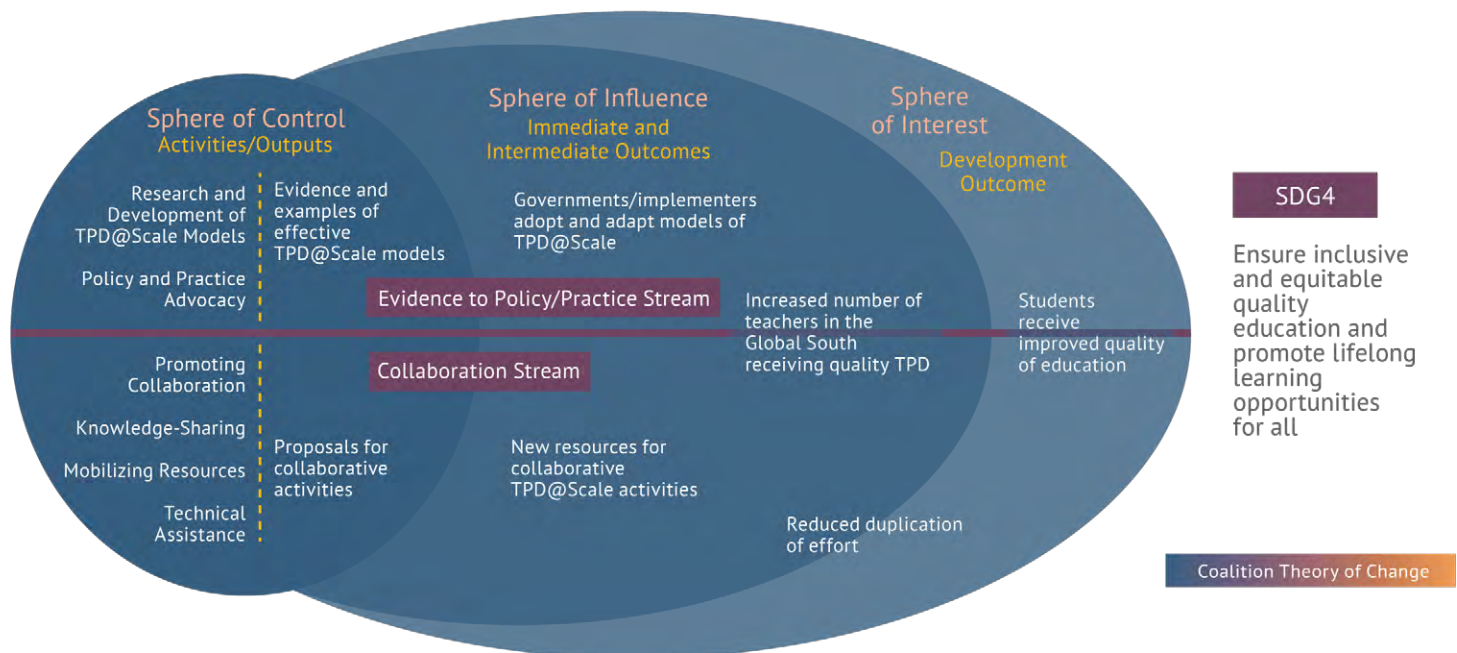 Sphere of Control
Activities/Outputs
Research and
Development of
TPD@Scale Models
Policy and Practice
Advocacy
Evidence and
examples of
effective
TPD@Scale models
Promoting
Collaboration
Knowledge-Sharing
Mobilizing Resources
Technical
Assistance
Proposals for
collaborative
activities
Sphere of Influence
Immediate and
Intermediate Outcomes
Governments/implementers
adopt and adapt models of
TPD@Scale
Evidence to Policy/Practice Stream
Collaboration Stream
New resources for
collaborative
TPD@Scale activities
Increased number of
teachers in the
Global South
receiving quality TPD
Reduced duplication
of effort
Sphere
of Interest
Development
Outcome
Students
receive
improved quality
of education
SDG4
Ensure inclusive
and equitable
quality
education and
promote lifelong
learning
opportunities
for all
Coalition Theory of Change